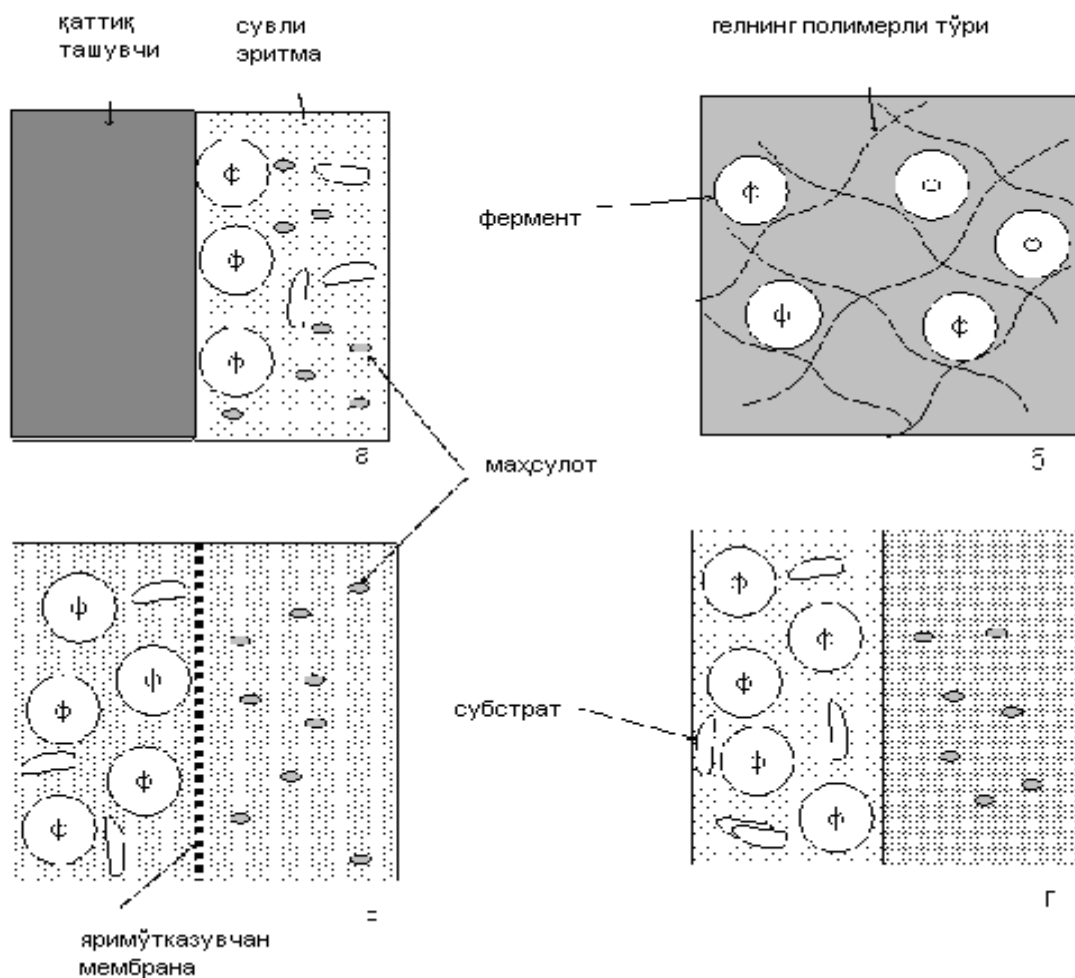 қаттиқ
ташувчи
сувли
эритма
гелнинг полимерли тўри
ф
ф
ф
ф
ф
ф
ф
фермент
а
б
маҳсулот
ф
ф
ф
ф
ф
ф
ф
ф
ф
ф
субстрат
г
яримўтказувчан
мембрана